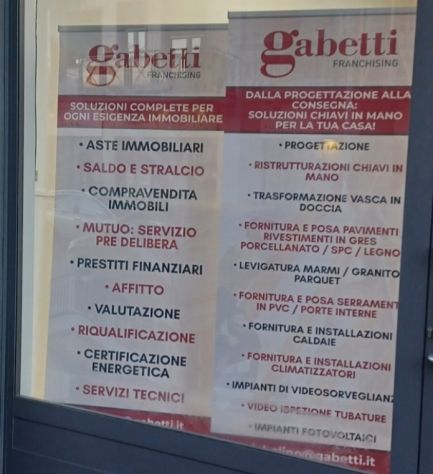 gabetti
FRANCHISING
SOLUZIONI COMPLETE PER
OGNI ESIGENZA IMMOBILIARE
• ASTE IMMOBILIARI
• SALDO E STRALCIO
• COMPRAVENDITA
IMMOBILI
• MUTUO: SERVIZIO
PRE DELIBERA
• PRESTITI FINANZIARI
• AFFITTO
• VALUTAZIONE
• RIQUALIFICAZIONE
• CERTIFICAZIONE
ENERGETICA
• SERVIZI TECNICI
gabetti
FRANCHISING
DALLA PROGETTAZIONE ALLA
CONSEGNA:
SOLUZIONI CHIAVI IN MANO
PER LA TUA CASA!
• PROGETTAZIONE
• RISTRUTTURAZIONI CHIAVI IN
MANO
• TRASFORMAZIONE VASCA IN
DOCCIA
• FORNITURA E POSA PAVIMENTI
RIVESTIMENTI IN GRES
PORCELLANATO / SPC / LEGNO
• LEVIGATURA MARMI / GRANITO
PARQUET
• FORNITURA E POSA SERRAMENT
IN PVC / PORTE INTERNE
• FORNITURA E INSTALLAZIONI
CALDAIE
• FORNITURA E INSTALLAZIONI
CLIMATIZZATORI
• IMPIANTI DI VIDEOSORVEGLIANZ
• VIDEO ISPEZIONE TUBATURE
• IMPIANTI FOTOVOLTAICI
@gabetti.it